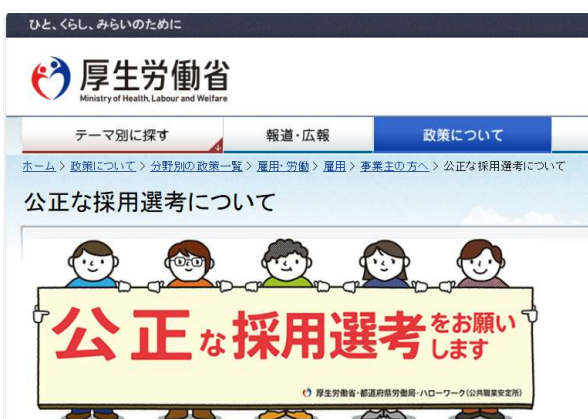 ひと、くらし、みらいのために
厚生労働省
Ministry of Health, Labour and Welfare
テーマ別に探す 報道・広報 政策について
ホーム > 政策について > 分野別の政策一覧 > 雇用・労働 > 雇用 > 事業主の方へ > 公正な採用選考について
公正な採用選考について
公正な採用選考をお願い
します
厚生労働省・都道府県労働局・ハローワーク(公共職業安定所)